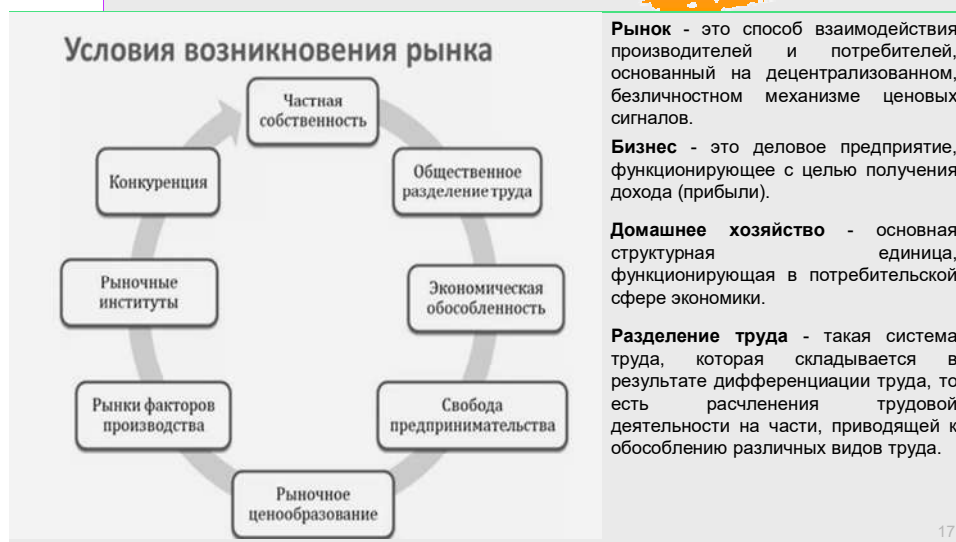 Условия возникновения рынка
Частная
собственность
Общественное
разделение труда
Экономическая
обособленность
Свобода
предпринимательства
Рыночное
ценообразование
Рынки факторов
производства
Рыночные
институты
Конкуренция
Рынок - это способ взаимодействия
производителей и потребителей,
основанный на децентрализованном,
безличностном механизме ценовых
сигналов.
Бизнес - это деловое предприятие,
функционирующее с целью получения
дохода (прибыли).
Домашнее хозяйство - основная
структурная единица,
функционирующая в потребительской
сфере экономики.
Разделение труда - такая система
труда, которая складывается в
результате дифференциации труда, то
есть расчленения трудовой
деятельности на части, приводящей к
обособлению различных видов труда.
17